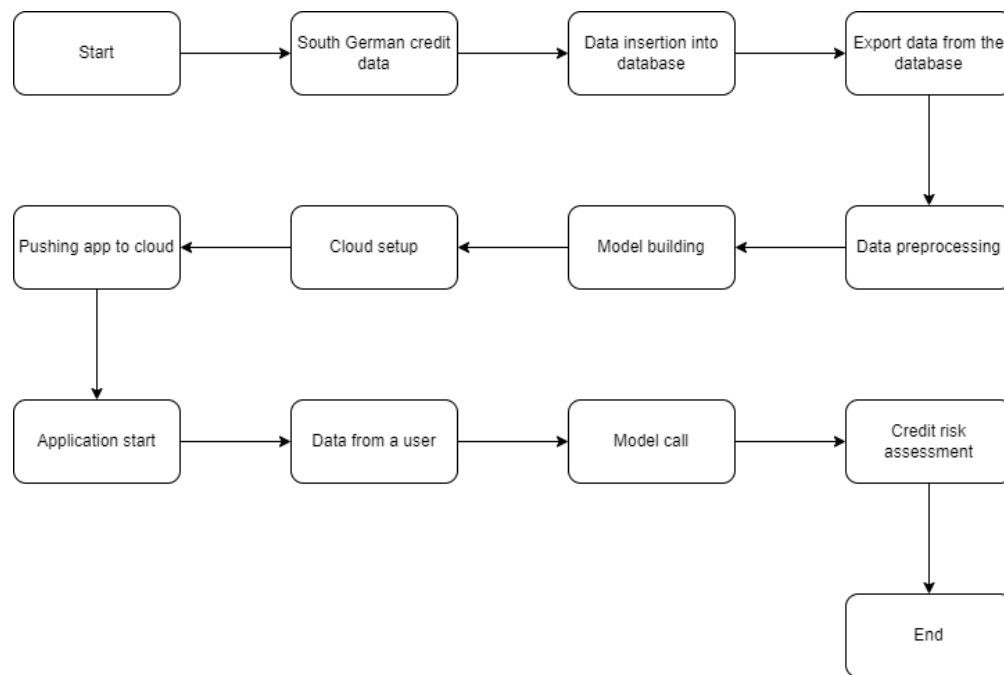 Start
South German credit
data
Data insertion into
database
Export data from the
database
Pushing app to cloud
Cloud setup
Model building
Data preprocessing
Application start
Data from a user
Model call
Credit risk
assessment
End